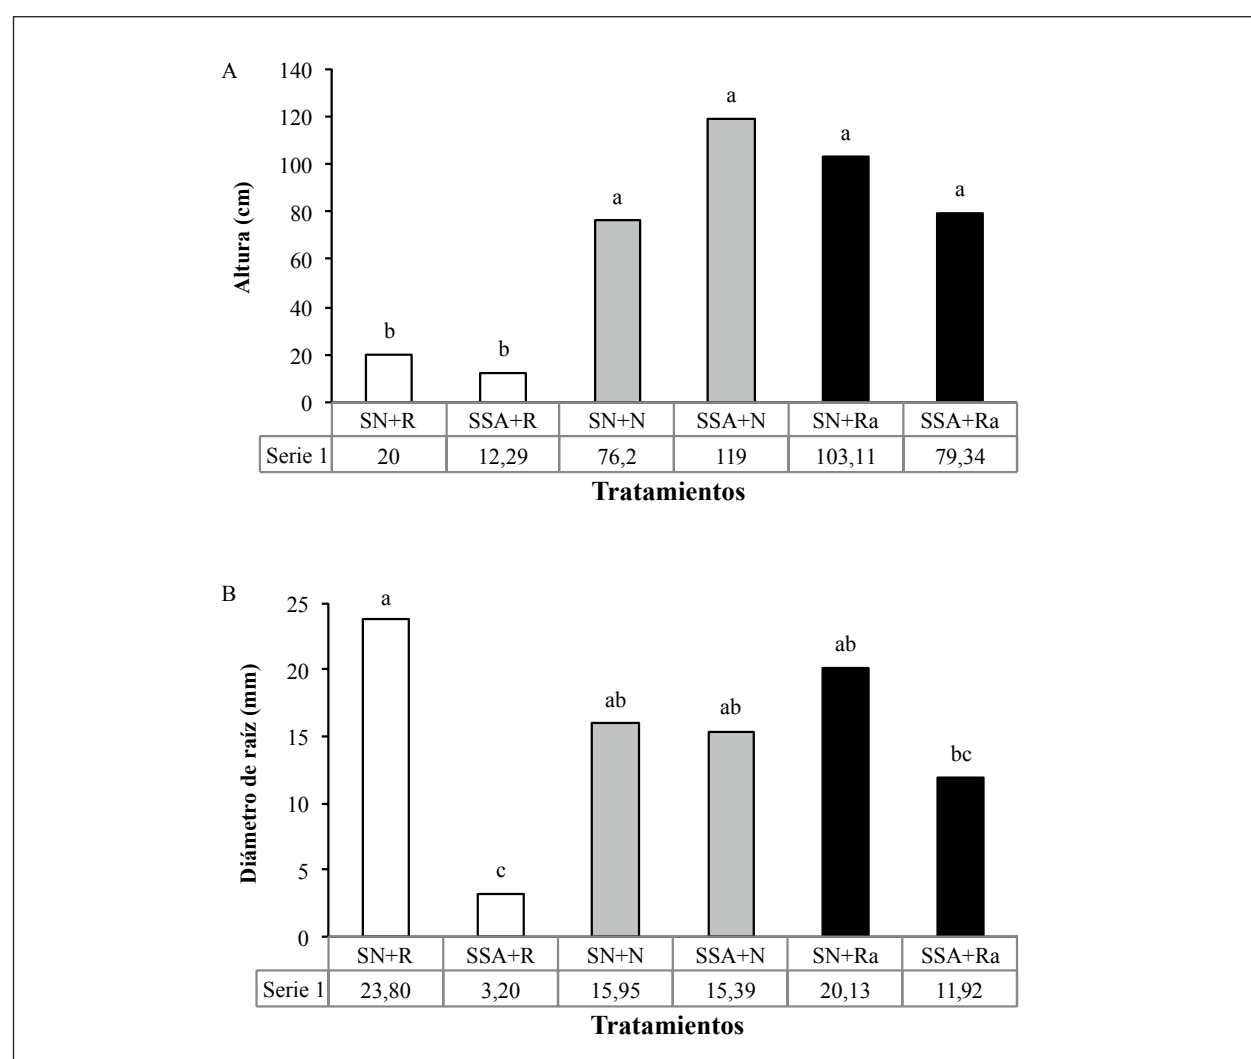 A
140
120
100
80
60
40
20
0
Altura (cm)
b b a a a a
SN+R SSA+R SN+N SSA+N SN+Ra SSA+Ra
Serie 1 20 12,29 76,2 119 103,11 79,34
Tratamientos
B
25
20
15
10
5
0
Diámetro de raíz (mm)
a c ab ab ab bc
SN+R SSA+R SN+N SSA+N SN+Ra SSA+Ra
Serie 1 23,80 3,20 15,95 15,39 20,13 11,92
Tratamientos